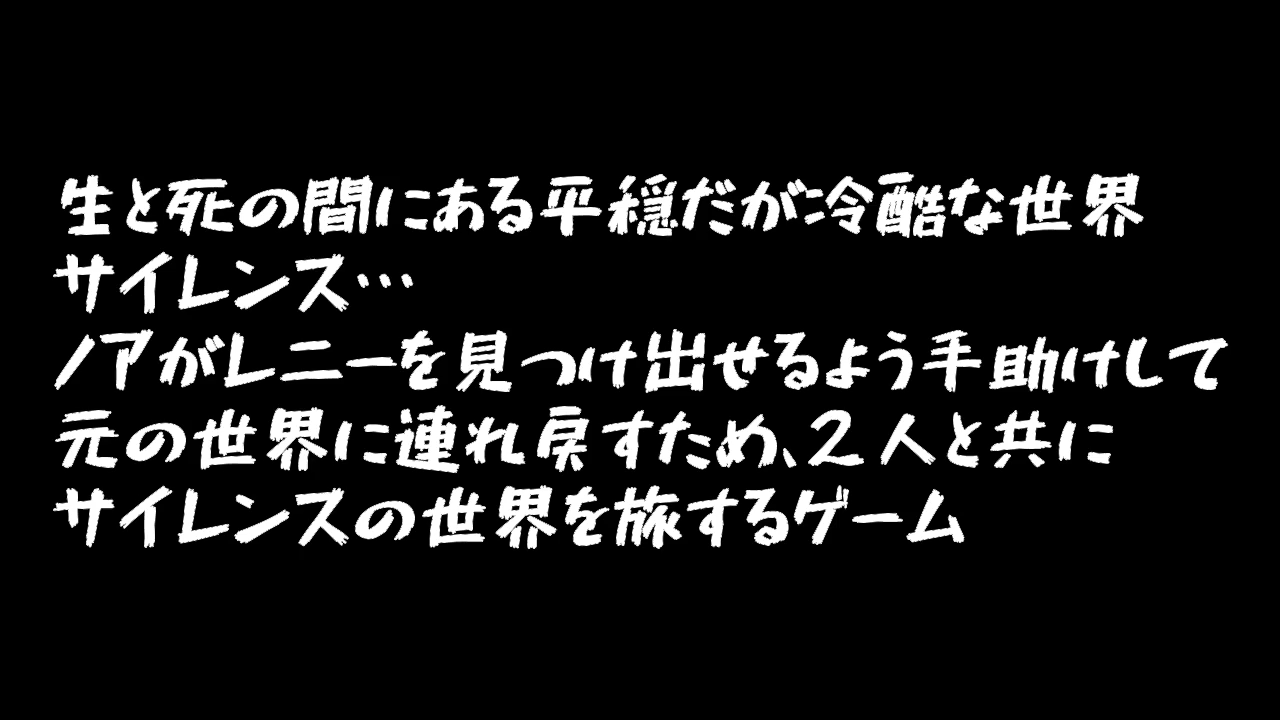 生と死の間にある平穏だが冷酷な世界
サイレンス…
ノアがレニーを見つけ出せるよう手助けして
元の世界に連れ戻すため、2人と共に
サイレンスの世界を旅するゲーム